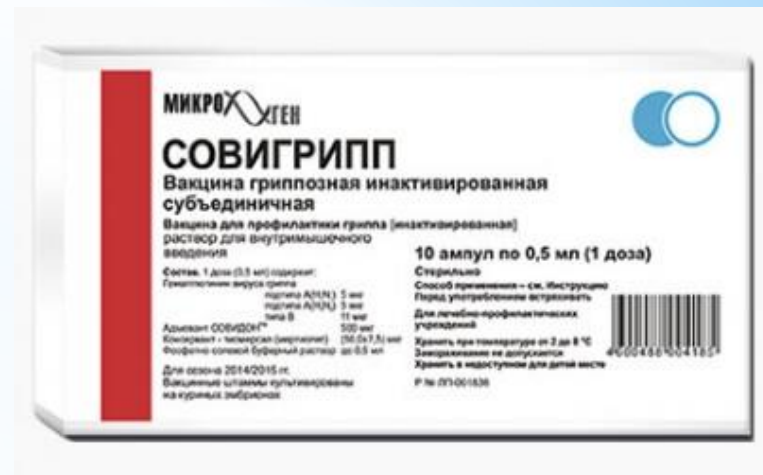 МИКРОГЕН
СОВИГРИПП
Вакцина гриппозная инактивированная
субъединичная
Вакцина для профилактики гриппа [инактивированная]
раствор для внутримышечного
введения
Состав. 1 доза (0,5 мл) содержит:
Гемагглютинин вируса гриппа
подтипа A(H₁N₁) 5 мкг
подтипа A(H₃N₂) 5 мкг
типа B 11 мкг
Адъювант СОВИДОН™ 500 мкг
Консервант - тиомерсал (мертиолят) (50,0±7,5) мкг
Фосфатно-солевой буферный раствор до 0,5 мл
Для сезона 2014/2015 гг.
Вакцинные штаммы культивированы
на куриных эмбрионах
10 ампул по 0,5 мл (1 доза)
Стерильно
Способ применения – см. Инструкцию
Перед употреблением встряхивать
Для лечебно-профилактических
учреждений
Хранить при температуре от 2 до 8 °C
Замораживание не допускается
Хранить в недоступном для детей месте
Р № ЛП-001836